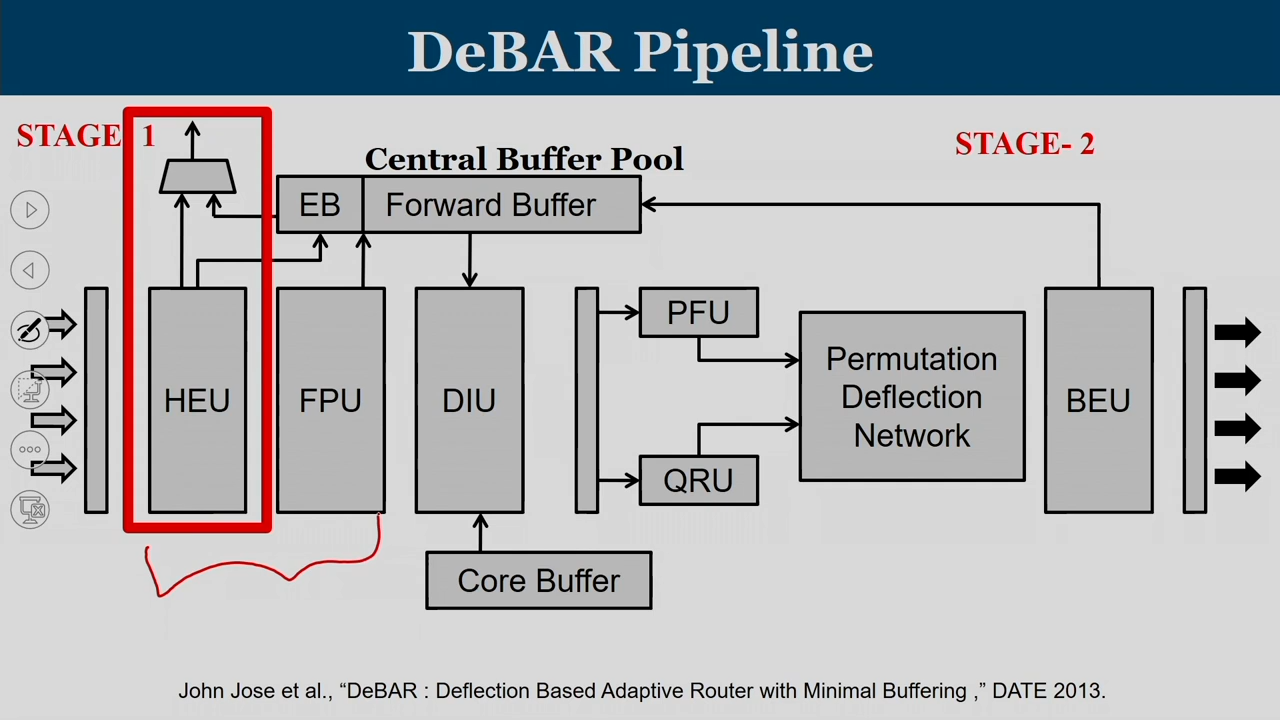 DeBAR Pipeline
STAGE 1
STAGE- 2
Central Buffer Pool
EB
Forward Buffer
HEU
FPU
DIU
PFU
QRU
Permutation
Deflection
Network
BEU
Core Buffer
John Jose et al., “DeBAR : Deflection Based Adaptive Router with Minimal Buffering ,” DATE 2013.